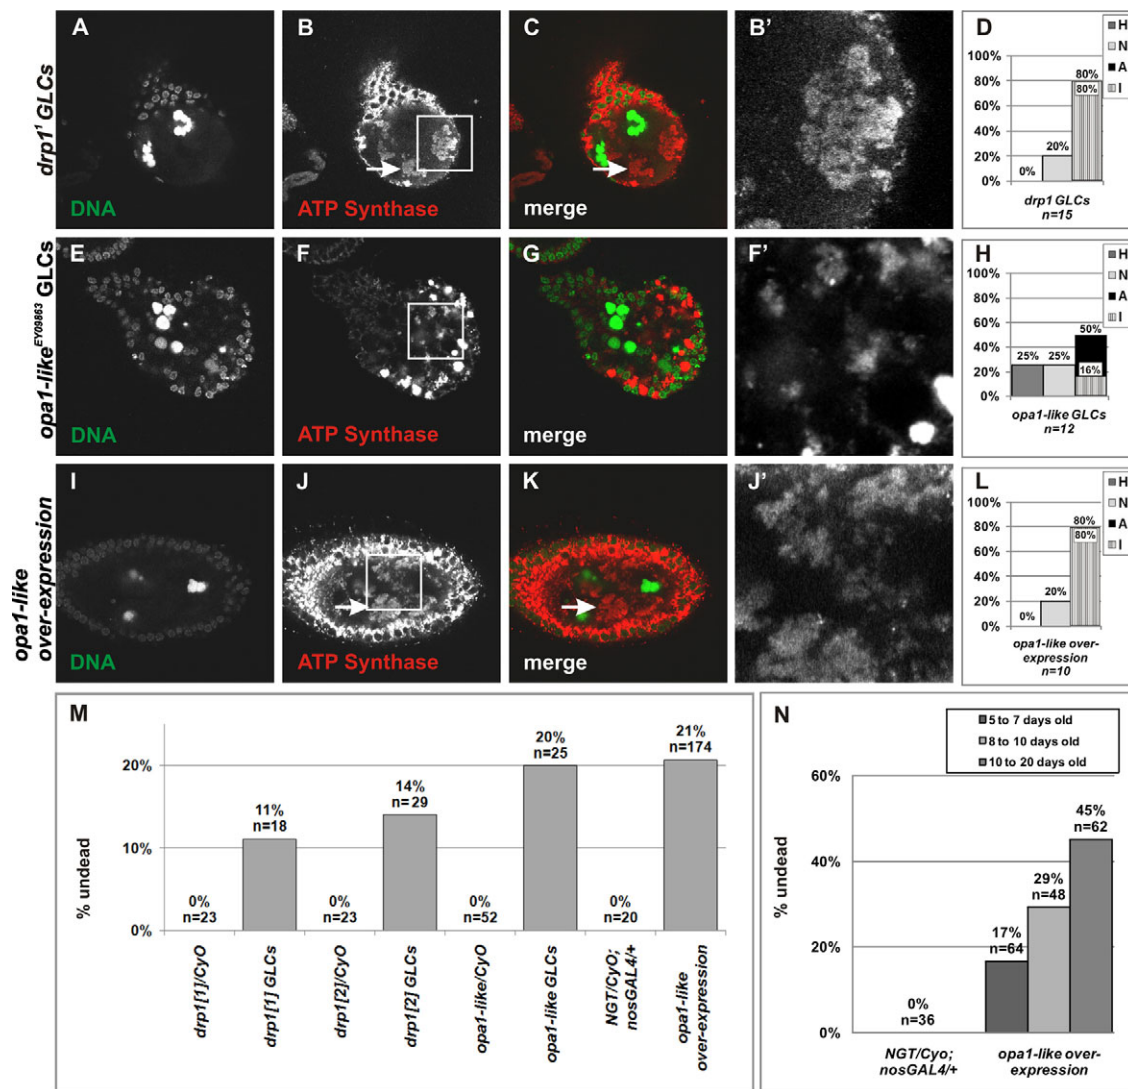 drp1¹ GLCs
A
DNA
B
ATP Synthase
C
merge
B'
D
H
N
A
I
100%
80%
60%
40%
20%
0%
0%
20%
80%
80%
drp1 GLCs
n=15
opa1-like^EY09863 GLCs
E
DNA
F
ATP Synthase
G
merge
F'
H
H
N
A
I
100%
80%
60%
40%
20%
0%
25%
25%
50%
16%
opa1-like GLCs
n=12
opa1-like
over-expression
I
DNA
J
ATP Synthase
K
merge
J'
L
H
N
A
I
100%
80%
60%
40%
20%
0%
0%
20%
80%
80%
opa1-like over-
expression
n=10
M
% undead
20%
10%
0%
0%
n=23
11%
n=18
0%
n=23
14%
n=29
0%
n=52
20%
n=25
0%
n=20
21%
n=174
drp1[1]/CyO
drp1[1] GLCs
drp1[2]/CyO
drp1[2] GLCs
opa1-like/CyO
opa1-like GLCs
NGT/CyO;
nosGAL4/+
opa1-like
over-expression
N
5 to 7 days old
8 to 10 days old
10 to 20 days old
% undead
60%
40%
20%
0%
0%
n=36
17%
n=64
29%
n=48
45%
n=62
NGT/Cyo;
nosGAL4/+
opa1-like over-
expression